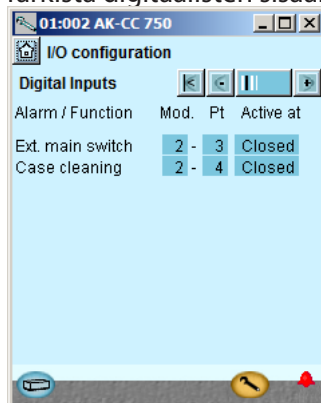 01:002 AK-CC 750
I/O configuration
Digital Inputs
Alarm / Function Mod. Pt Active at
Ext. main switch 2 - 3 Closed
Case cleaning 2 - 4 Closed